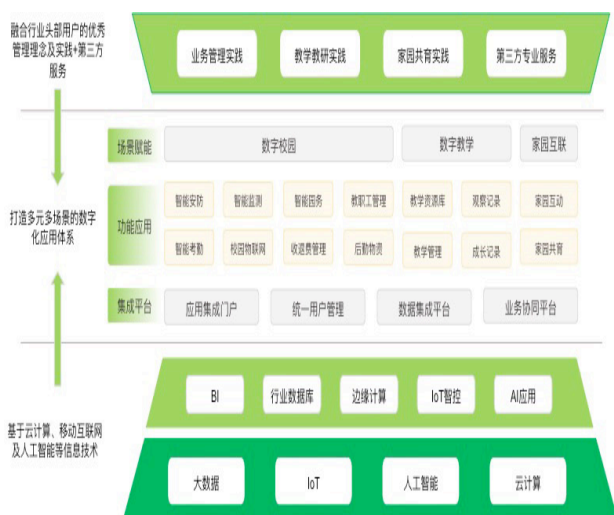 融合行业头部用户的优秀
管理理念及实践+第三方
服务
业务管理实践
教学教研实践
家园共育实践
第三方专业服务
打造多元多场景的数字
化应用体系
场景赋能
数字校园
数字教学
家园互联
功能应用
智能安防
智能监测
智能园务
教职工管理
教学资源库
观察记录
家园互动
智能考勤
校园物联网
收退费管理
后勤物资
教学管理
成长记录
家园共育
集成平台
应用集成门户
统一用户管理
数据集成平台
业务协同平台
基于云计算、移动互联网
及人工智能等信息技术
BI
行业数据库
边缘计算
IoT智控
AI应用
大数据
IoT
人工智能
云计算